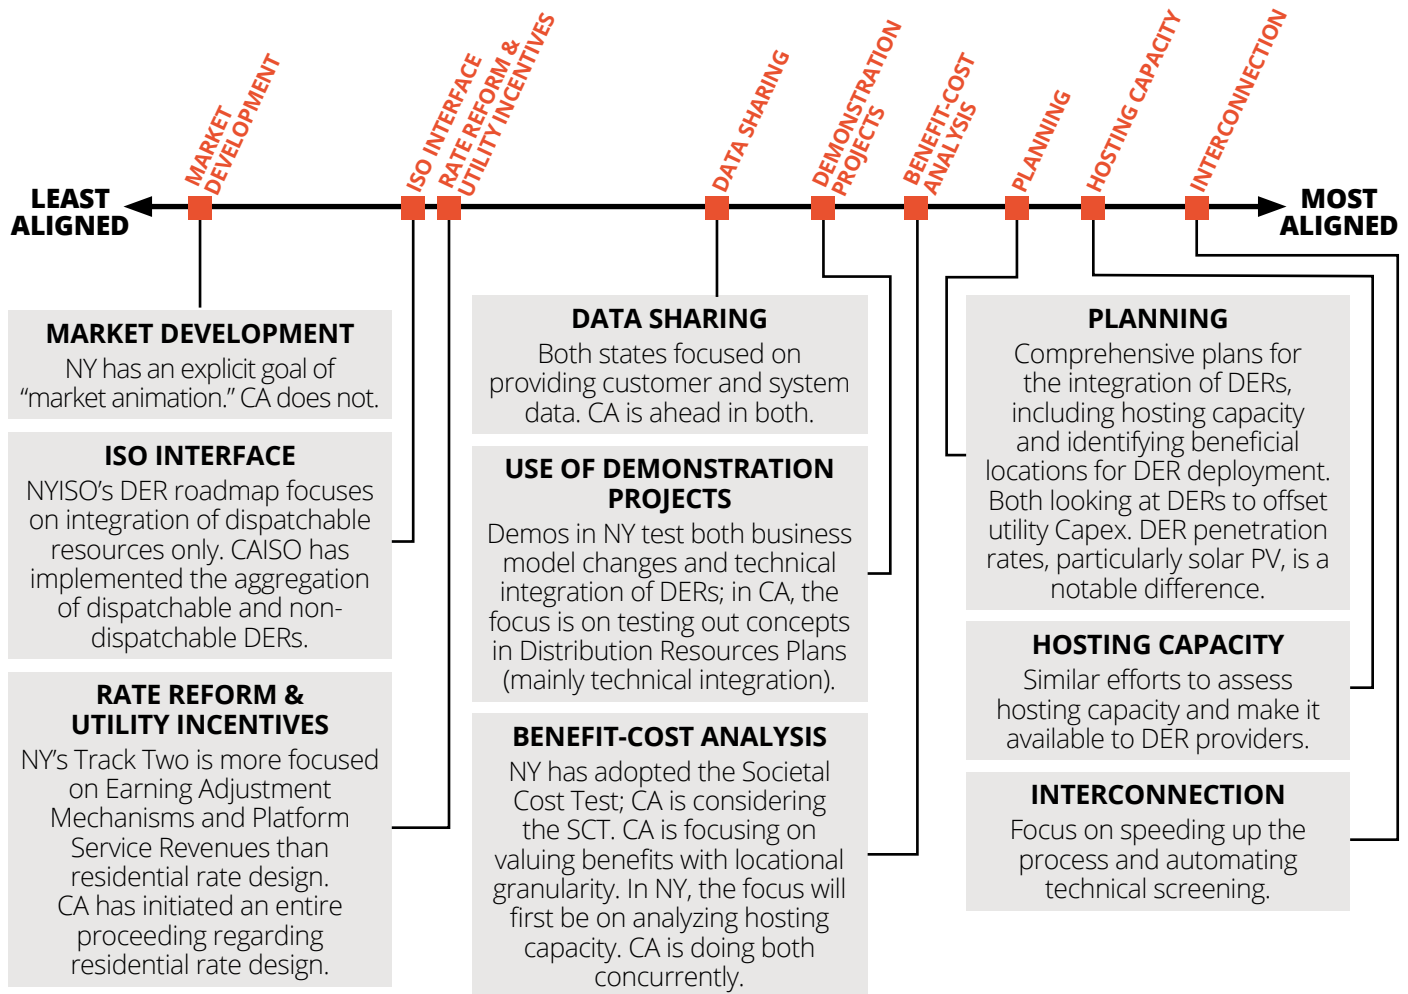 MARKET
DEVELOPMENT
ISO INTERFACE
RATE REFORM &
UTILITY INCENTIVES
DATA SHARING
DEMONSTRATION
PROJECTS
BENEFIT-COST
ANALYSIS
PLANNING
HOSTING CAPACITY
INTERCONNECTION
LEAST
ALIGNED
MOST
ALIGNED
MARKET DEVELOPMENT
NY has an explicit goal of
“market animation.” CA does not.
ISO INTERFACE
NYISO’s DER roadmap focuses
on integration of dispatchable
resources only. CAISO has
implemented the aggregation
of dispatchable and non-
dispatchable DERs.
RATE REFORM &
UTILITY INCENTIVES
NY’s Track Two is more focused
on Earning Adjustment
Mechanisms and Platform
Service Revenues than
residential rate design.
CA has initiated an entire
proceeding regarding
residential rate design.
DATA SHARING
Both states focused on
providing customer and system
data. CA is ahead in both.
USE OF DEMONSTRATION
PROJECTS
Demos in NY test both business
model changes and technical
integration of DERs; in CA, the
focus is on testing out concepts
in Distribution Resources Plans
(mainly technical integration).
BENEFIT-COST ANALYSIS
NY has adopted the Societal
Cost Test; CA is considering
the SCT. CA is focusing on
valuing benefits with locational
granularity. In NY, the focus will
first be on analyzing hosting
capacity. CA is doing both
concurrently.
PLANNING
Comprehensive plans for
the integration of DERs,
including hosting capacity
and identifying beneficial
locations for DER deployment.
Both looking at DERs to offset
utility Capex. DER penetration
rates, particularly solar PV, is a
notable difference.
HOSTING CAPACITY
Similar efforts to assess
hosting capacity and make it
available to DER providers.
INTERCONNECTION
Focus on speeding up the
process and automating
technical screening.